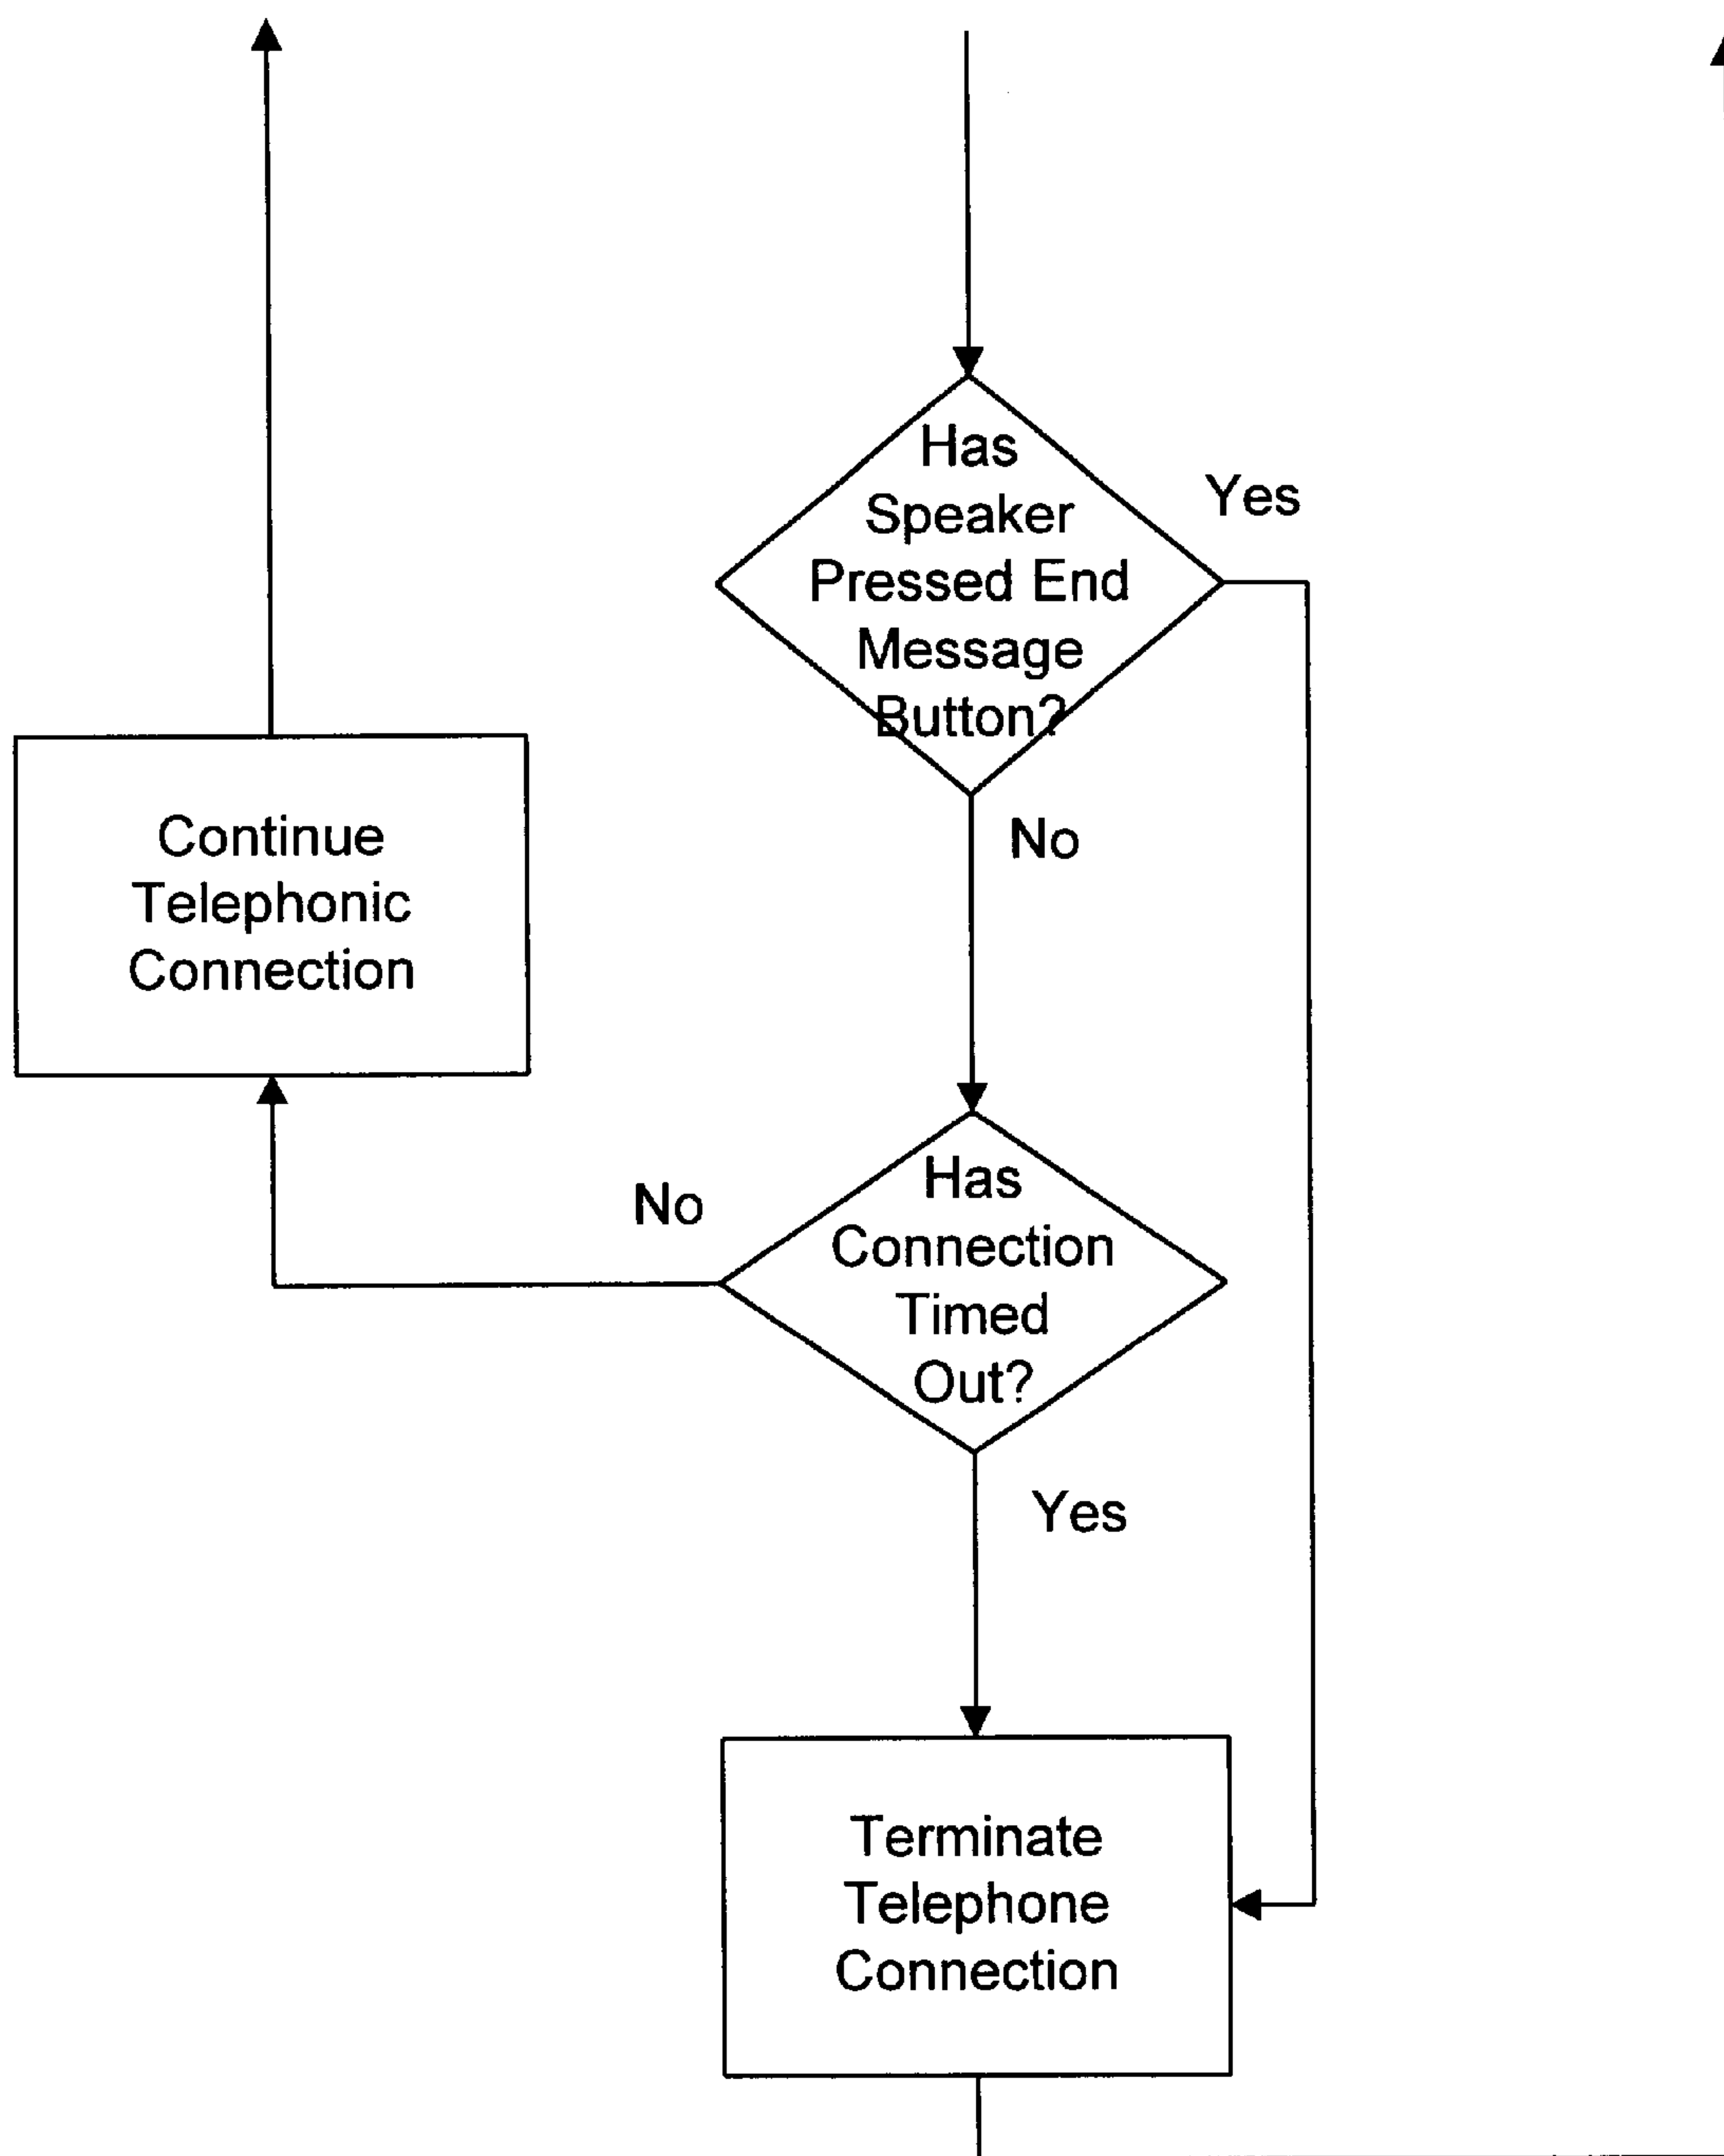 Has
Speaker
Pressed End
Message
Button?
Yes
Continue
Telephonic
Connection
No
No
Has
Connection
Timed
Out?
Yes
Terminate
Telephone
Connection